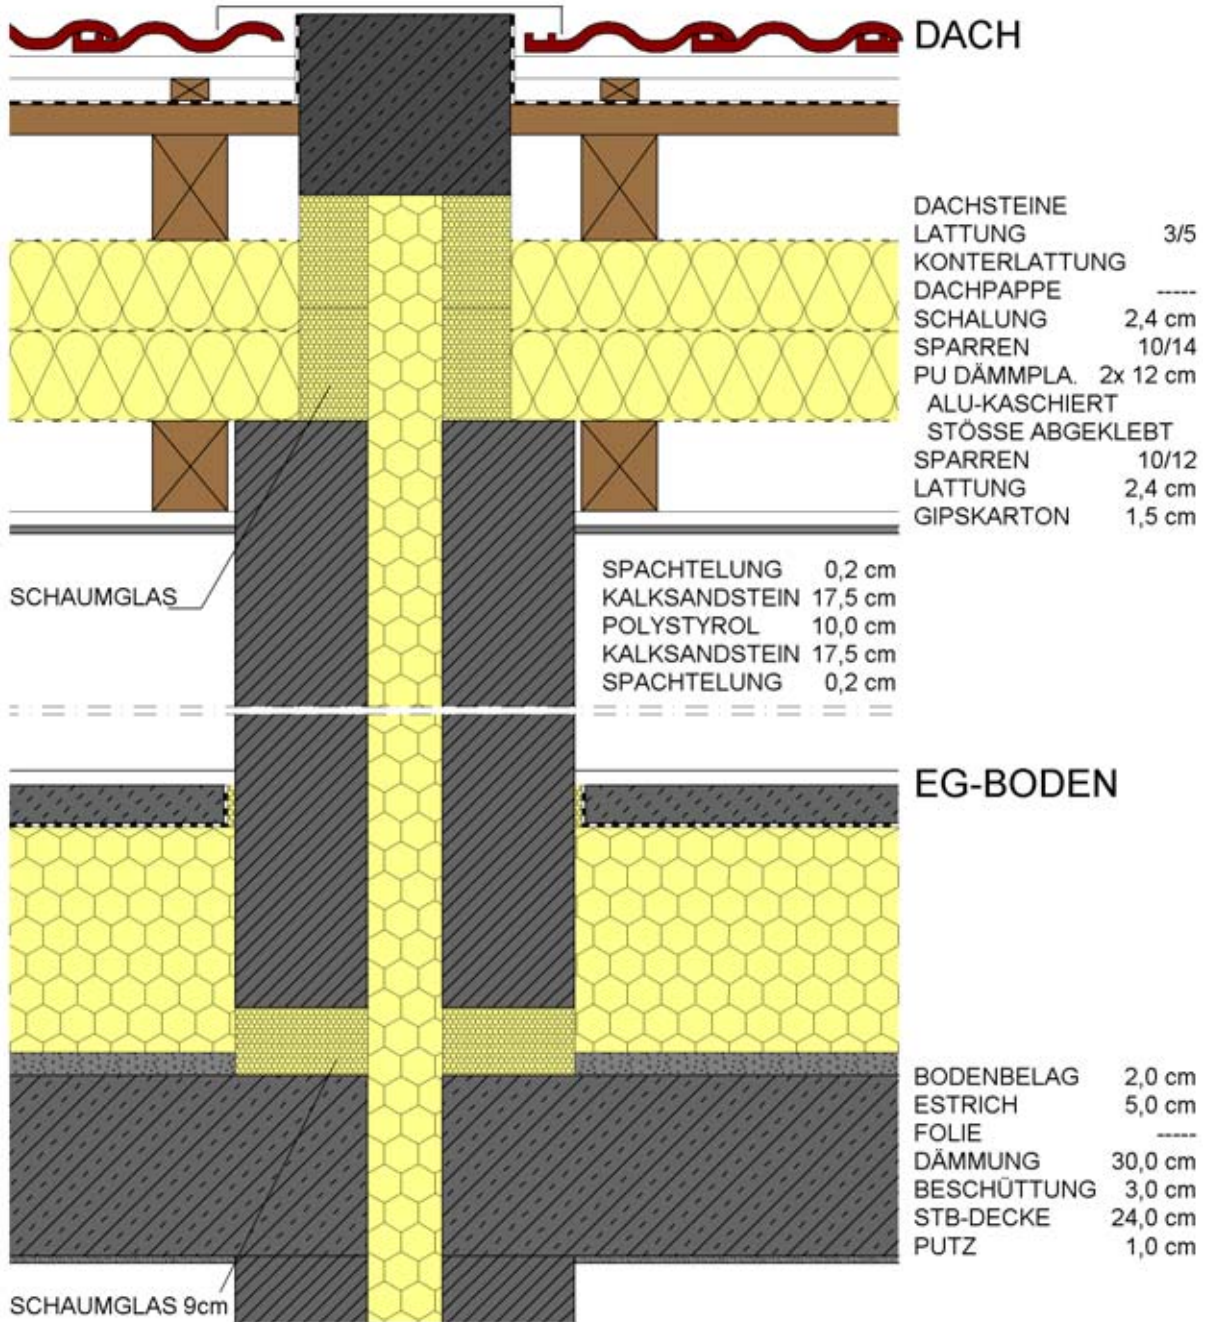 DACH
DACHSTEINE
LATTUNG 3/5
KONTERLATTUNG
DACHPAPPE -----
SCHALUNG 2,4 cm
SPARREN 10/14
PU DÄMMPLA. 2x 12 cm
ALU-KASCHIERT
STÖSSE ABGEKLEBT
SPARREN 10/12
LATTUNG 2,4 cm
GIPSKARTON 1,5 cm
SCHAUMGLAS
SPACHTELUNG 0,2 cm
KALKSANDSTEIN 17,5 cm
POLYSTYROL 10,0 cm
KALKSANDSTEIN 17,5 cm
SPACHTELUNG 0,2 cm
EG-BODEN
BODENBELAG 2,0 cm
ESTRICH 5,0 cm
FOLIE -----
DÄMMUNG 30,0 cm
BESCHÜTTUNG 3,0 cm
STB-DECKE 24,0 cm
PUTZ 1,0 cm
SCHAUMGLAS 9cm